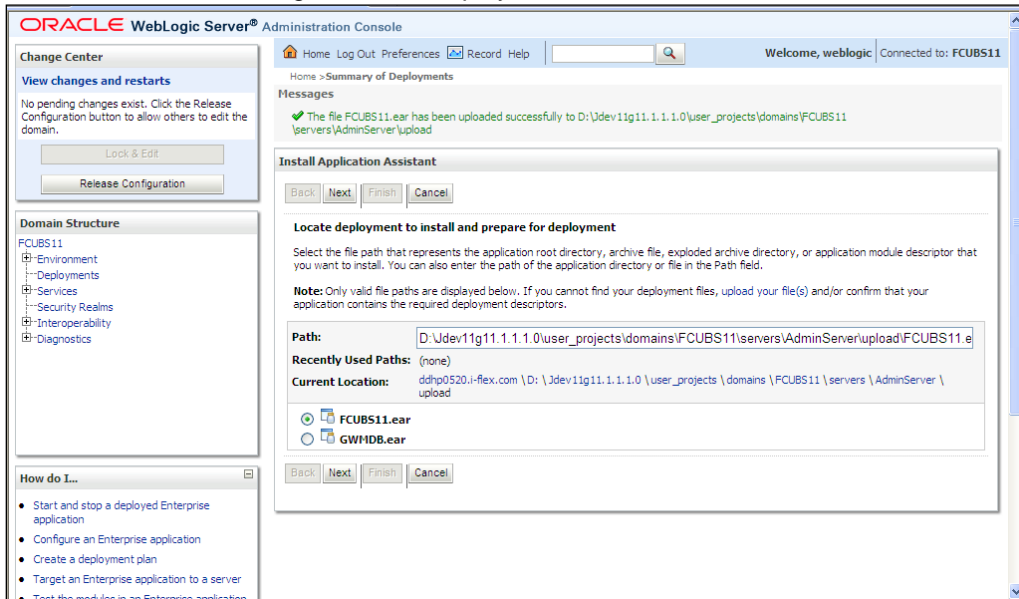 ORACLE WebLogic Server® Administration Console
Change Center
View changes and restarts
No pending changes exist. Click the Release
Configuration button to allow others to edit the
domain.
Lock & Edit
Release Configuration
Domain Structure
FCUBS11
Environment
Deployments
Services
Security Realms
Interoperability
Diagnostics
How do I...
Start and stop a deployed Enterprise
application
Configure an Enterprise application
Create a deployment plan
Target an Enterprise application to a server
Test the modules in an Enterprise application
Home Log Out Preferences Record Help
Welcome, weblogic Connected to: FCUBS11
Home >Summary of Deployments
Messages
The file FCUBS11.ear has been uploaded successfully to D:\Jdev11g11.1.1.1.0\user_projects\domains\FCUBS11
\servers\AdminServer\upload
Install Application Assistant
Back Next Finish Cancel
Locate deployment to install and prepare for deployment
Select the file path that represents the application root directory, archive file, exploded archive directory, or application module descriptor that
you want to install. You can also enter the path of the application directory or file in the Path field.
Note: Only valid file paths are displayed below. If you cannot find your deployment files, upload your file(s) and/or confirm that your
application contains the required deployment descriptors.
Path: D:\Jdev11g11.1.1.1.0\user_projects\domains\FCUBS11\servers\AdminServer\upload\FCUBS11.e
Recently Used Paths: (none)
Current Location: ddhp0520.i-flex.com \ D: \ Jdev11g11.1.1.1.0 \ user_projects \ domains \ FCUBS11 \ servers \ AdminServer \
upload
FCUBS11.ear
GWMDB.ear
Back Next Finish Cancel